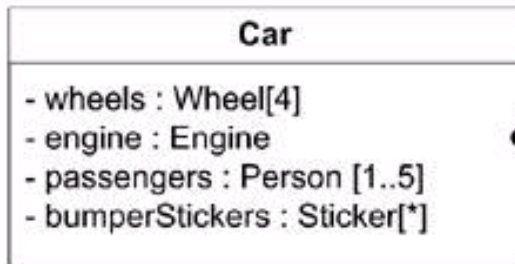 Car
- wheels : Wheel[4]
- engine : Engine
- passengers : Person [1..5]
- bumperStickers : Sticker[*]